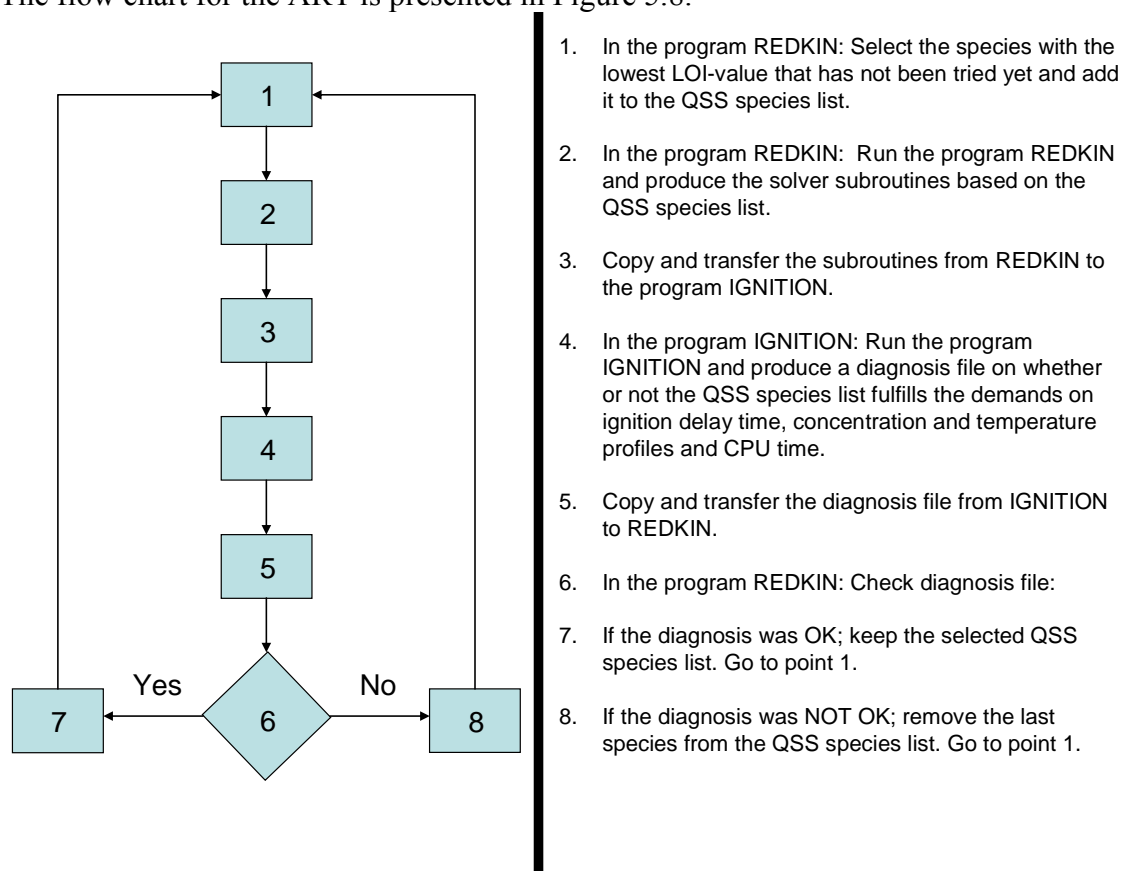 The flow chart for the ART is presented in Figure 5.8.
1
2
3
4
5
Yes
No
7
6
8
1. In the program REDKIN: Select the species with the
lowest LOI-value that has not been tried yet and add
it to the QSS species list.
2. In the program REDKIN: Run the program REDKIN
and produce the solver subroutines based on the
QSS species list.
3. Copy and transfer the subroutines from REDKIN to
the program IGNITION.
4. In the program IGNITION: Run the program
IGNITION and produce a diagnosis file on whether
or not the QSS species list fulfills the demands on
ignition delay time, concentration and temperature
profiles and CPU time.
5. Copy and transfer the diagnosis file from IGNITION
to REDKIN.
6. In the program REDKIN: Check diagnosis file:
7. If the diagnosis was OK; keep the selected QSS
species list. Go to point 1.
8. If the diagnosis was NOT OK; remove the last
species from the QSS species list. Go to point 1.